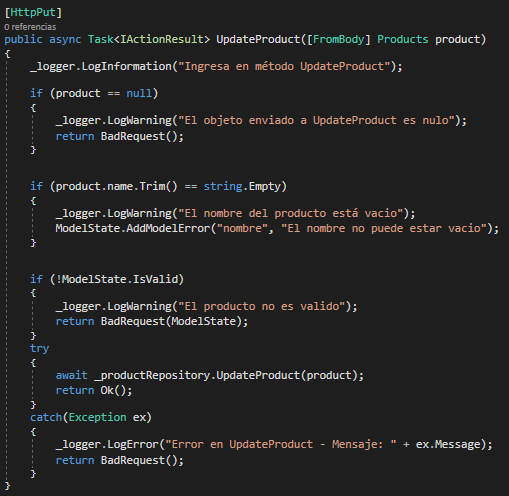 [HttpPut]
0 referencias
public async Task<IActionResult> UpdateProduct([FromBody] Products product)
{
    _logger.LogInformation("Ingresa en método UpdateProduct");
    if (product == null)
    {
        _logger.LogWarning("El objeto enviado a UpdateProduct es nulo");
        return BadRequest();
    }
    if (product.name.Trim() == string.Empty)
    {
        _logger.LogWarning("El nombre del producto está vacio");
        ModelState.AddModelError("nombre", "El nombre no puede estar vacio");
    }
    if (!ModelState.IsValid)
    {
        _logger.LogWarning("El producto no es valido");
        return BadRequest(ModelState);
    }
    try
    {
        await _productRepository.UpdateProduct(product);
        return Ok();
    }
    catch(Exception ex)
    {
        _logger.LogError("Error en UpdateProduct - Mensaje: " + ex.Message);
        return BadRequest();
    }
}